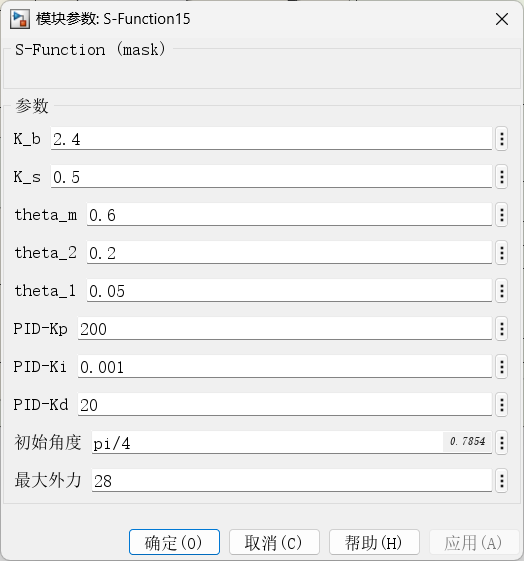 模块参数: S-Function15
S-Function (mask)
参数
K_b 2.4
K_s 0.5
theta_m 0.6
theta_2 0.2
theta_1 0.05
PID-Kp 200
PID-Ki 0.001
PID-Kd 20
初始角度 pi/4 0.7854
最大外力 28
确定(O) 取消(C) 帮助(H) 应用(A)